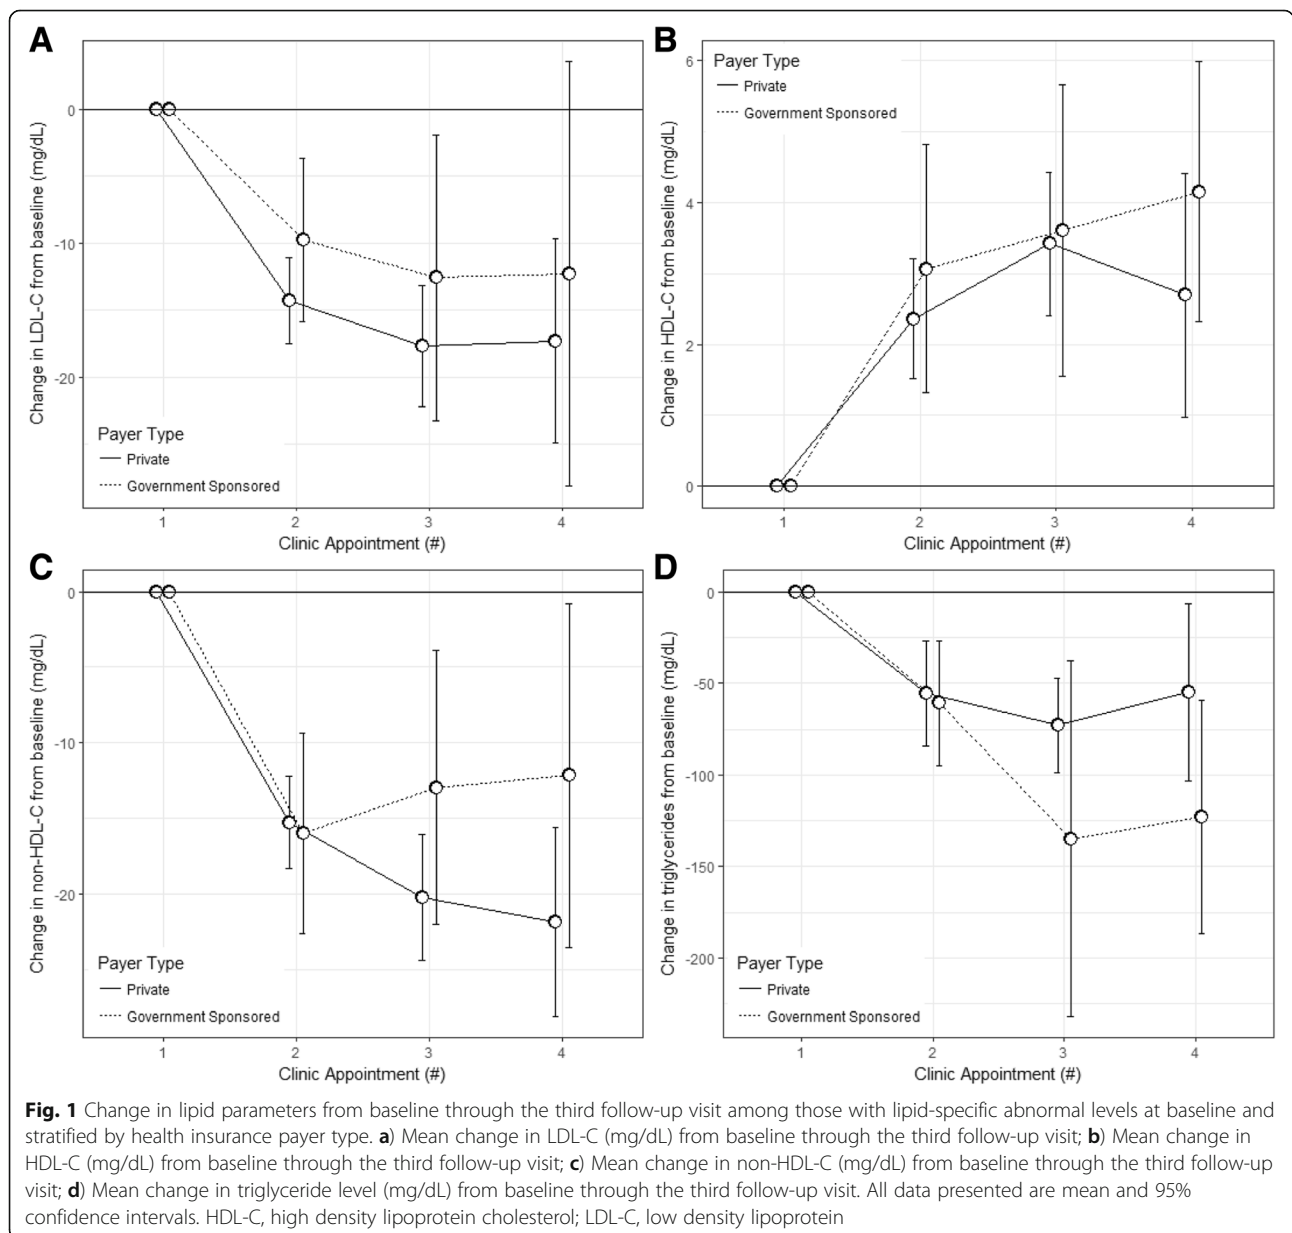 A
Change in LDL-C from baseline (mg/dL)
0
-10
-20
Payer Type
Private
Government Sponsored
1 2 3 4
Clinic Appointment (#)
B
Change in HDL-C from baseline (mg/dL)
6
4
2
0
Payer Type
Private
Government Sponsored
1 2 3 4
Clinic Appointment (#)
C
Change in non-HDL-C from baseline (mg/dL)
0
-10
-20
Payer Type
Private
Government Sponsored
1 2 3 4
Clinic Appointment (#)
D
Change in triglycerides from baseline (mg/dL)
0
-50
-100
-150
-200
Payer Type
Private
Government Sponsored
1 2 3 4
Clinic Appointment (#)
Fig. 1 Change in lipid parameters from baseline through the third follow-up visit among those with lipid-specific abnormal levels at baseline and
stratified by health insurance payer type. a) Mean change in LDL-C (mg/dL) from baseline through the third follow-up visit; b) Mean change in
HDL-C (mg/dL) from baseline through the third follow-up visit; c) Mean change in non-HDL-C (mg/dL) from baseline through the third follow-up
visit; d) Mean change in triglyceride level (mg/dL) from baseline through the third follow-up visit. All data presented are mean and 95%
confidence intervals. HDL-C, high density lipoprotein cholesterol; LDL-C, low density lipoprotein